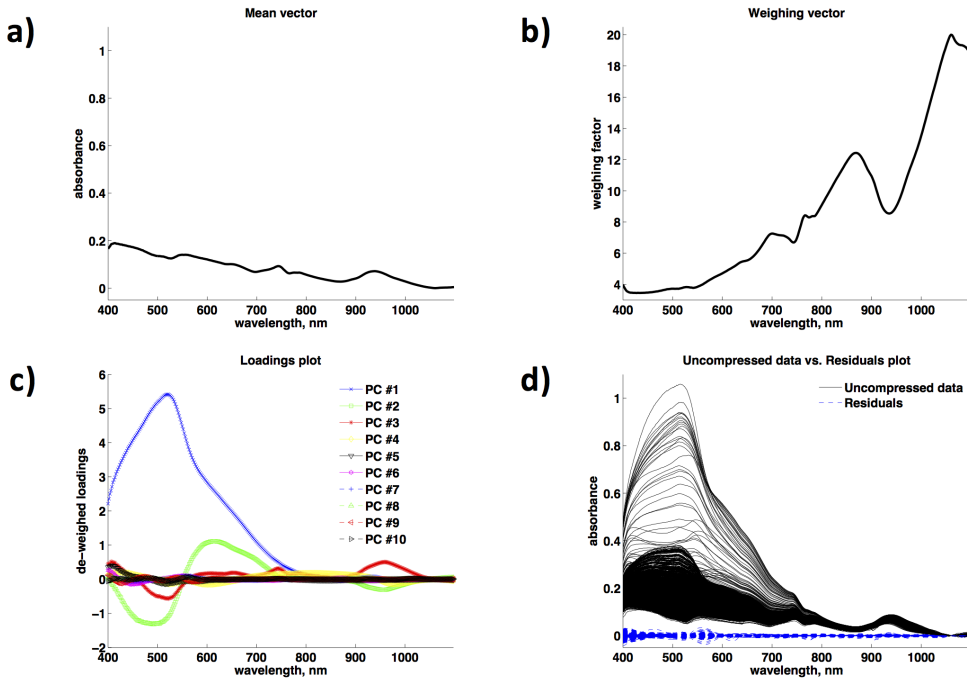 a)
Mean vector
1
0.8
0.6
0.4
0.2
0
absorbance
400 500 600 700 800 900 1000
wavelength, nm
b)
Weighing vector
20
18
16
14
12
10
8
6
4
weighing factor
400 500 600 700 800 900 1000
wavelength, nm
c)
Loadings plot
6
5
4
3
2
1
0
−1
−2
de-weighed loadings
400 500 600 700 800 900 1000
wavelength, nm
PC #1
PC #2
PC #3
PC #4
PC #5
PC #6
PC #7
PC #8
PC #9
PC #10
d)
Uncompressed data vs. Residuals plot
Uncompressed data
Residuals
1
0.8
0.6
0.4
0.2
0
absorbance
400 500 600 700 800 900 1000
wavelength, nm